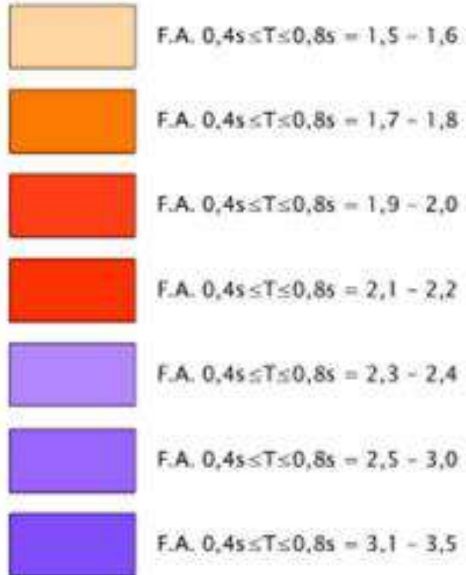 F.A. 0,4s≤T≤0,8s = 1,5 - 1,6
F.A. 0,4s≤T≤0,8s = 1,7 - 1,8
F.A. 0,4s≤T≤0,8s = 1,9 - 2,0
F.A. 0,4s≤T≤0,8s = 2,1 - 2,2
F.A. 0,4s≤T≤0,8s = 2,3 - 2,4
F.A. 0,4s≤T≤0,8s = 2,5 - 3,0
F.A. 0,4s≤T≤0,8s = 3,1 - 3,5